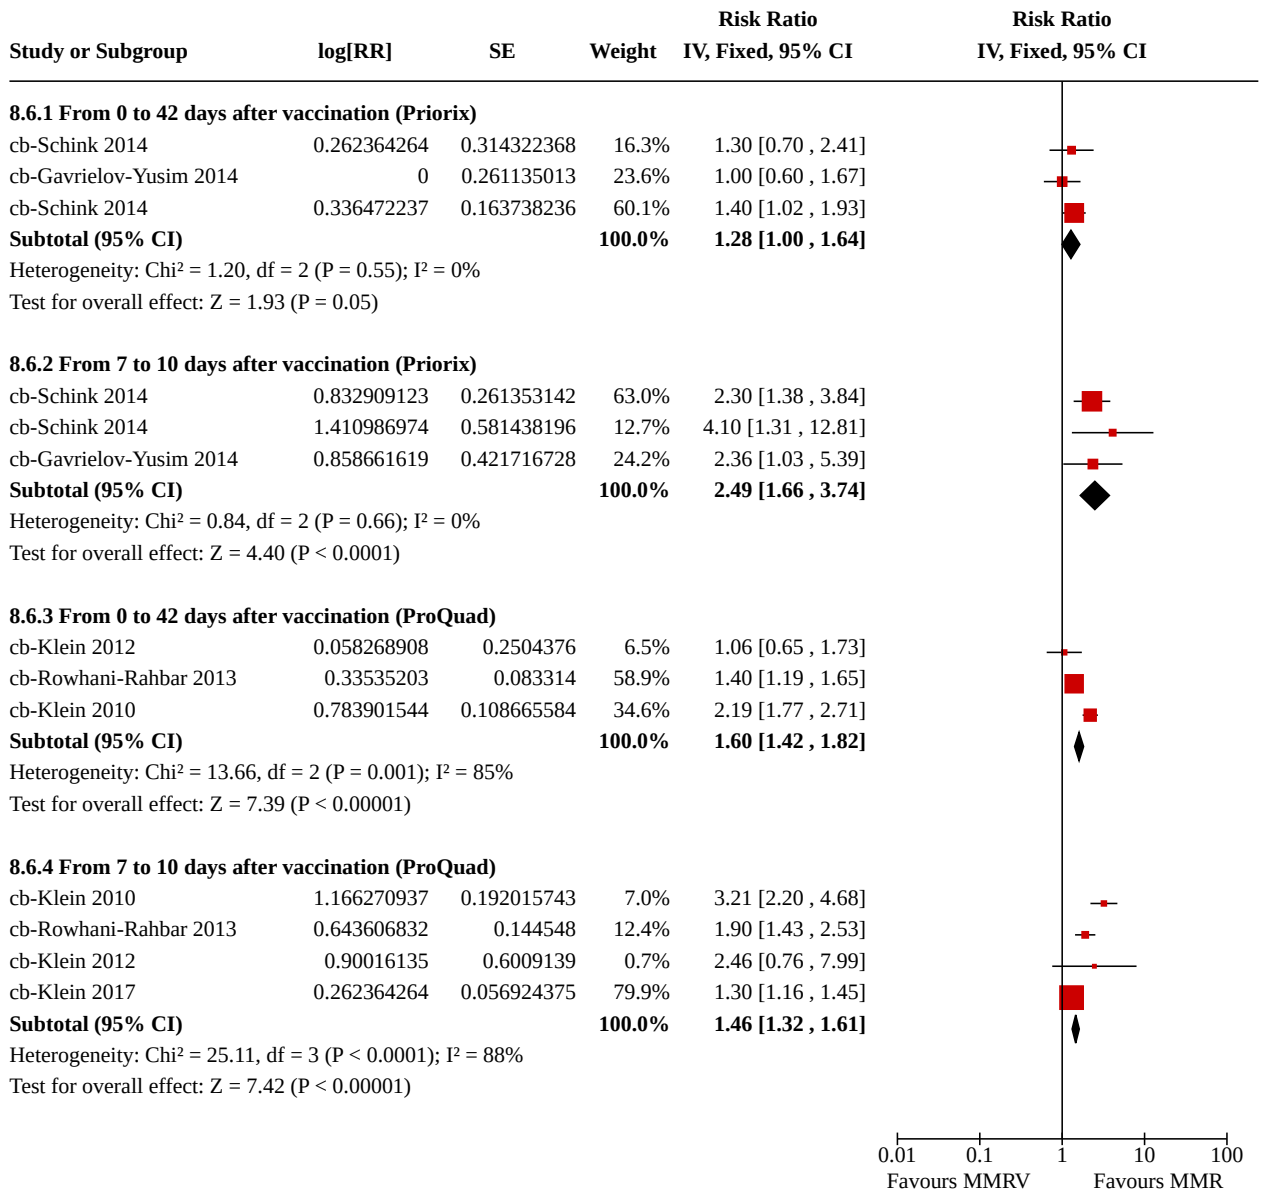 Risk Ratio Risk Ratio
Study or Subgroup log[RR] SE Weight IV, Fixed, 95% CI IV, Fixed, 95% CI
8.6.1 From 0 to 42 days after vaccination (Priorix)
cb-Schink 2014 0.262364264 0.314322368 16.3% 1.30 [0.70 , 2.41]
cb-Gavrielov-Yusim 2014 0 0.261135013 23.6% 1.00 [0.60 , 1.67]
cb-Schink 2014 0.336472237 0.163738236 60.1% 1.40 [1.02 , 1.93]
Subtotal (95% CI) 100.0% 1.28 [1.00 , 1.64]
Heterogeneity: Chi² = 1.20, df = 2 (P = 0.55); I² = 0%
Test for overall effect: Z = 1.93 (P = 0.05)
8.6.2 From 7 to 10 days after vaccination (Priorix)
cb-Schink 2014 0.832909123 0.261353142 63.0% 2.30 [1.38 , 3.84]
cb-Schink 2014 1.410986974 0.581438196 12.7% 4.10 [1.31 , 12.81]
cb-Gavrielov-Yusim 2014 0.858661619 0.421716728 24.2% 2.36 [1.03 , 5.39]
Subtotal (95% CI) 100.0% 2.49 [1.66 , 3.74]
Heterogeneity: Chi² = 0.84, df = 2 (P = 0.66); I² = 0%
Test for overall effect: Z = 4.40 (P < 0.0001)
8.6.3 From 0 to 42 days after vaccination (ProQuad)
cb-Klein 2012 0.058268908 0.2504376 6.5% 1.06 [0.65 , 1.73]
cb-Rowhani-Rahbar 2013 0.33535203 0.083314 58.9% 1.40 [1.19 , 1.65]
cb-Klein 2010 0.783901544 0.108665584 34.6% 2.19 [1.77 , 2.71]
Subtotal (95% CI) 100.0% 1.60 [1.42 , 1.82]
Heterogeneity: Chi² = 13.66, df = 2 (P = 0.001); I² = 85%
Test for overall effect: Z = 7.39 (P < 0.00001)
8.6.4 From 7 to 10 days after vaccination (ProQuad)
cb-Klein 2010 1.166270937 0.192015743 7.0% 3.21 [2.20 , 4.68]
cb-Rowhani-Rahbar 2013 0.643606832 0.144548 12.4% 1.90 [1.43 , 2.53]
cb-Klein 2012 0.90016135 0.6009139 0.7% 2.46 [0.76 , 7.99]
cb-Klein 2017 0.262364264 0.056924375 79.9% 1.30 [1.16 , 1.45]
Subtotal (95% CI) 100.0% 1.46 [1.32 , 1.61]
Heterogeneity: Chi² = 25.11, df = 3 (P < 0.0001); I² = 88%
Test for overall effect: Z = 7.42 (P < 0.00001)
0.01 0.1 1 10 100
Favours MMRV Favours MMR